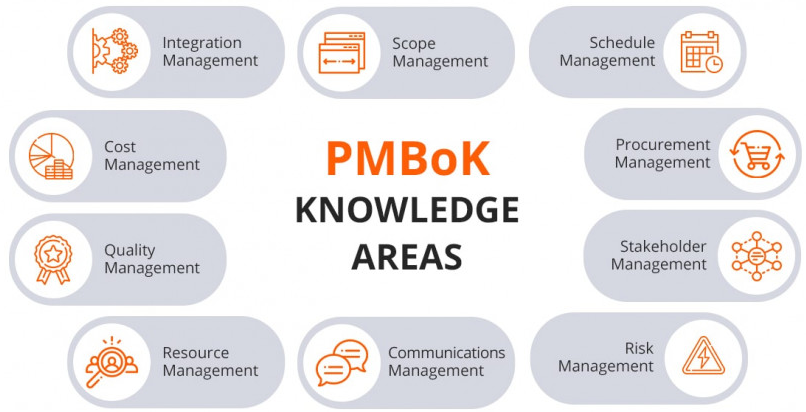 Integration
Management
Scope
Management
Schedule
Management
Cost
Management
PMBoK
KNOWLEDGE
AREAS
Procurement
Management
Quality
Management
Stakeholder
Management
Resource
Management
Communications
Management
Risk
Management